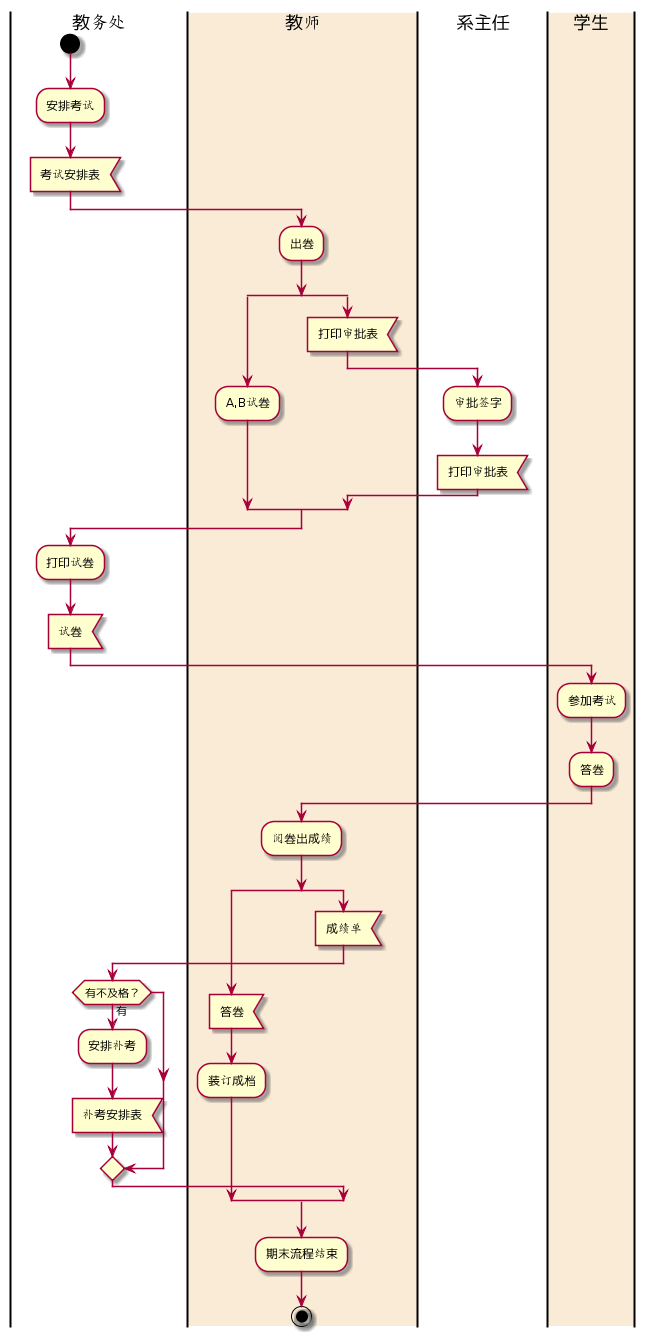 教务处
教师
系主任
学生
安排考试
考试安排表
出卷
打印审批表
A,B试卷
审批签字
打印审批表
打印试卷
试卷
参加考试
答卷
阅卷出成绩
成绩单
有不及格？
有
答卷
安排补考
装订成档
补考安排表
期末流程结束